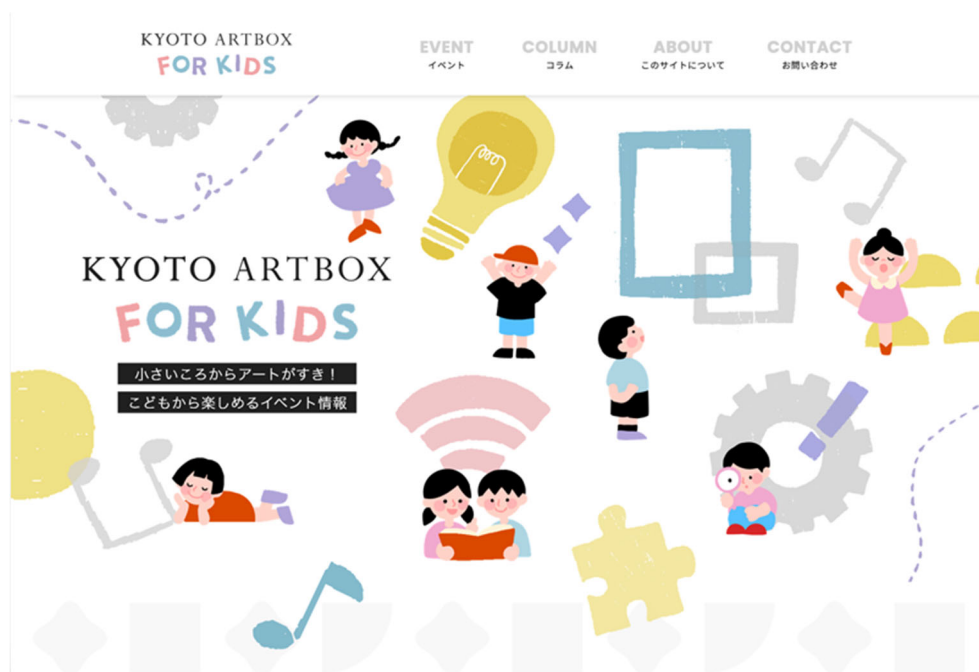 KYOTO ARTBOX
FOR KIDS
EVENT
イベント
COLUMN
コラム
ABOUT
このサイトについて
CONTACT
お問い合わせ
KYOTO ARTBOX
FOR KIDS
小さいころからアートがすき！
こどもから楽しめるイベント情報